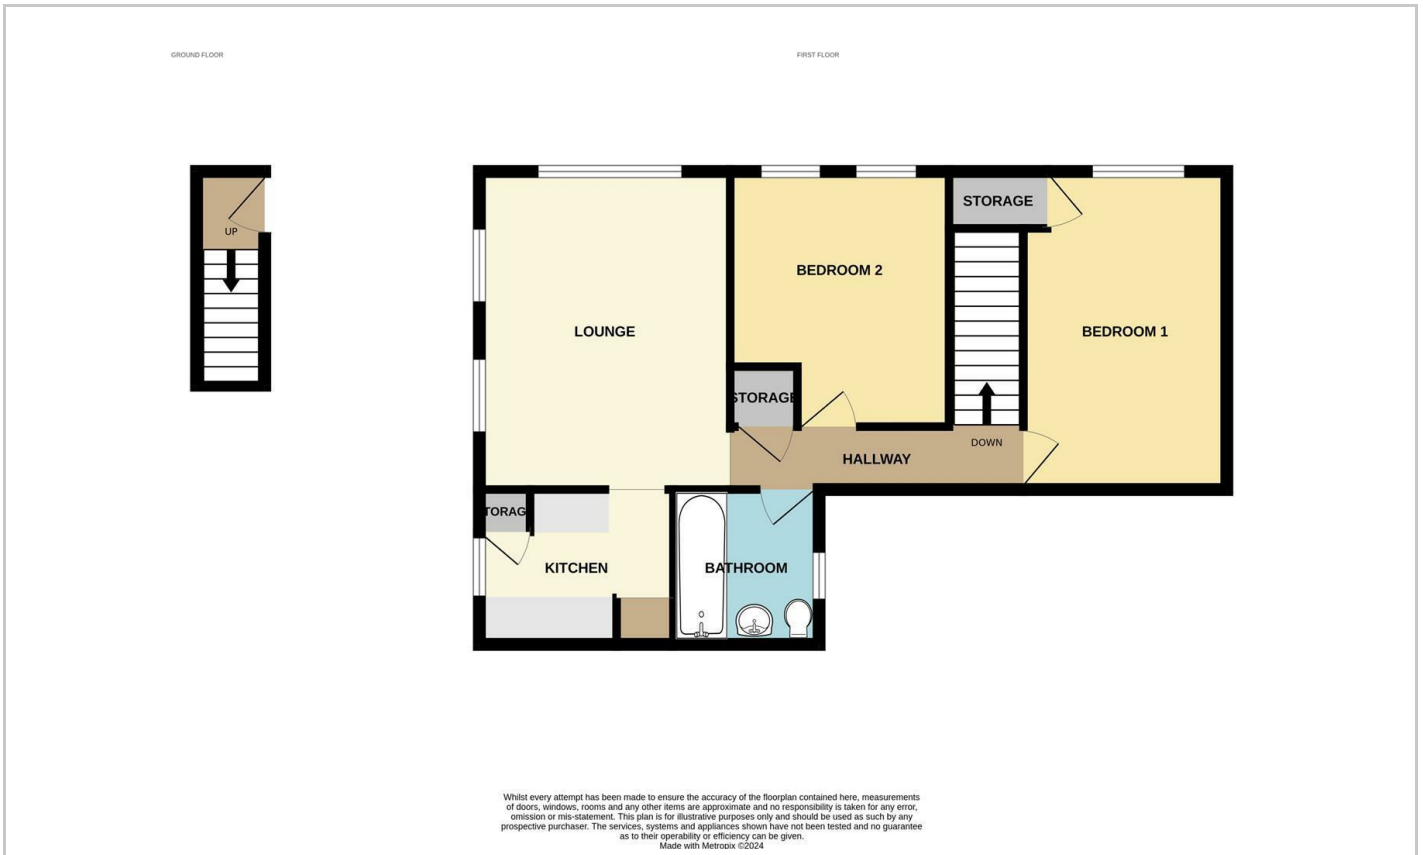 GROUND FLOOR
FIRST FLOOR
STORAGE
UP
BEDROOM 2
LOUNGE
BEDROOM 1
STORAGE
DOWN
HALLWAY
TORAG
KITCHEN
BATHROOM
Whilst every attempt has been made to ensure the accuracy of the floorplan contained here, measurements
of doors, windows, rooms and any other items are approximate and no responsibility is taken for any error,
omission or mis-statement. This plan is for illustrative purposes only and should be used as such by any
prospective purchaser. The services, systems and appliances shown have not been tested and no guarantee
as to their operability or efficiency can be given.
Made with Metropix ©2024